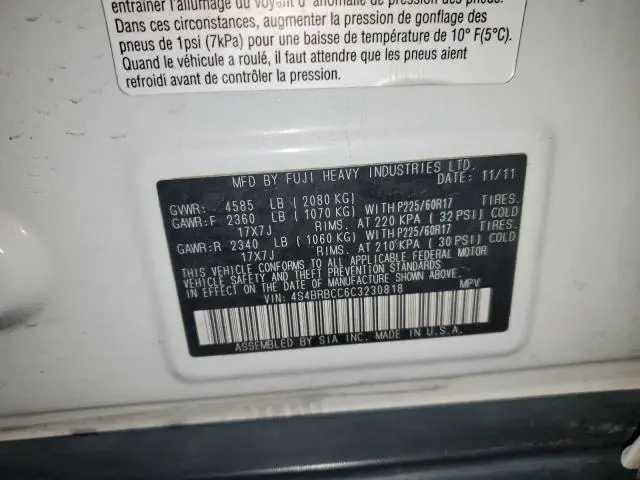 entraîner l'allumage du voyant d'anomalie de pression des pneus.
Dans ces circonstances, augmenter la pression de gonflage des
pneus de 1psi (7kPa) pour une baisse de température de 10° F(5°C).
Quand le véhicule a roulé, il faut attendre que les pneus aient
refroidi avant de contrôler la pression.
MFD BY FUJI HEAVY INDUSTRIES LTD.
DATE: 11/11
GVWR: 4585 LB ( 2080 KG)
GAWR:F 2360 LB ( 1070 KG) WITH P225/60R17 TIRES.
17X7J RIMS. AT 220 KPA ( 32 PSI) COLD
GAWR:R 2340 LB ( 1060 KG) WITH P225/60R17 TIRES.
17X7J RIMS. AT 210 KPA ( 30 PSI) COLD
THIS VEHICLE CONFORMS TO ALL APPLICABLE FEDERAL MOTOR
VEHICLE SAFETY AND THEFT PREVENTION STANDARDS
IN EFFECT ON THE DATE OF MANUFACTURE SHOWN ABOVE.
VIN: 4S4BRBCC6C3230818 MPV
ASSEMBLED BY SIA INC. MADE IN U.S.A.